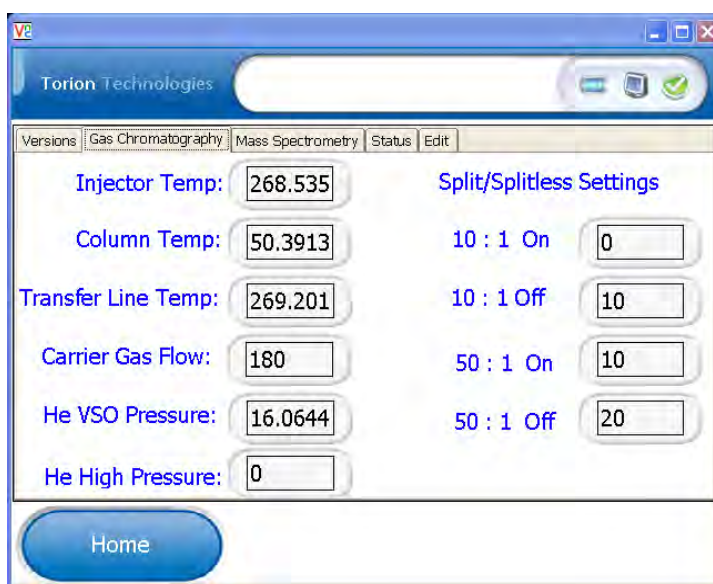 V2
Torion Technologies
Versions Gas Chromatography Mass Spectrometry Status Edit
Injector Temp: 268.535
Column Temp: 50.3913
Transfer Line Temp: 269.201
Carrier Gas Flow: 180
He VSO Pressure: 16.0644
He High Pressure: 0
Split/Splitless Settings
10 : 1 On 0
10 : 1 Off 10
50 : 1 On 10
50 : 1 Off 20
Home